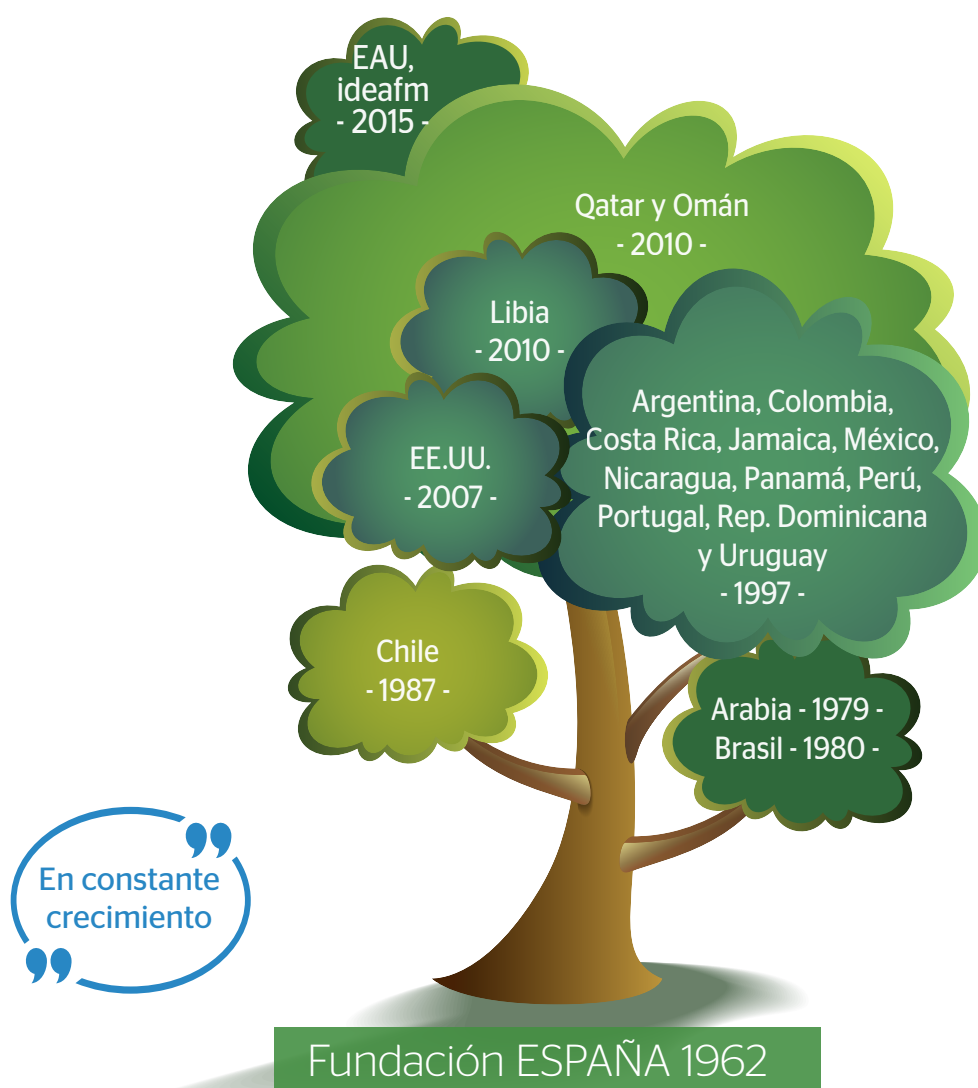 EAU,
ideafm
- 2015 -
Qatar y Omán
- 2010 -
Libia
- 2010 -
Argentina, Colombia,
Costa Rica, Jamaica, México,
Nicaragua, Panamá, Perú,
Portugal, Rep. Dominicana
y Uruguay
- 1997 -
EE.UU.
- 2007 -
Chile
- 1987 -
Arabia - 1979 -
Brasil - 1980 -
En constante
crecimiento
Fundación ESPAÑA 1962